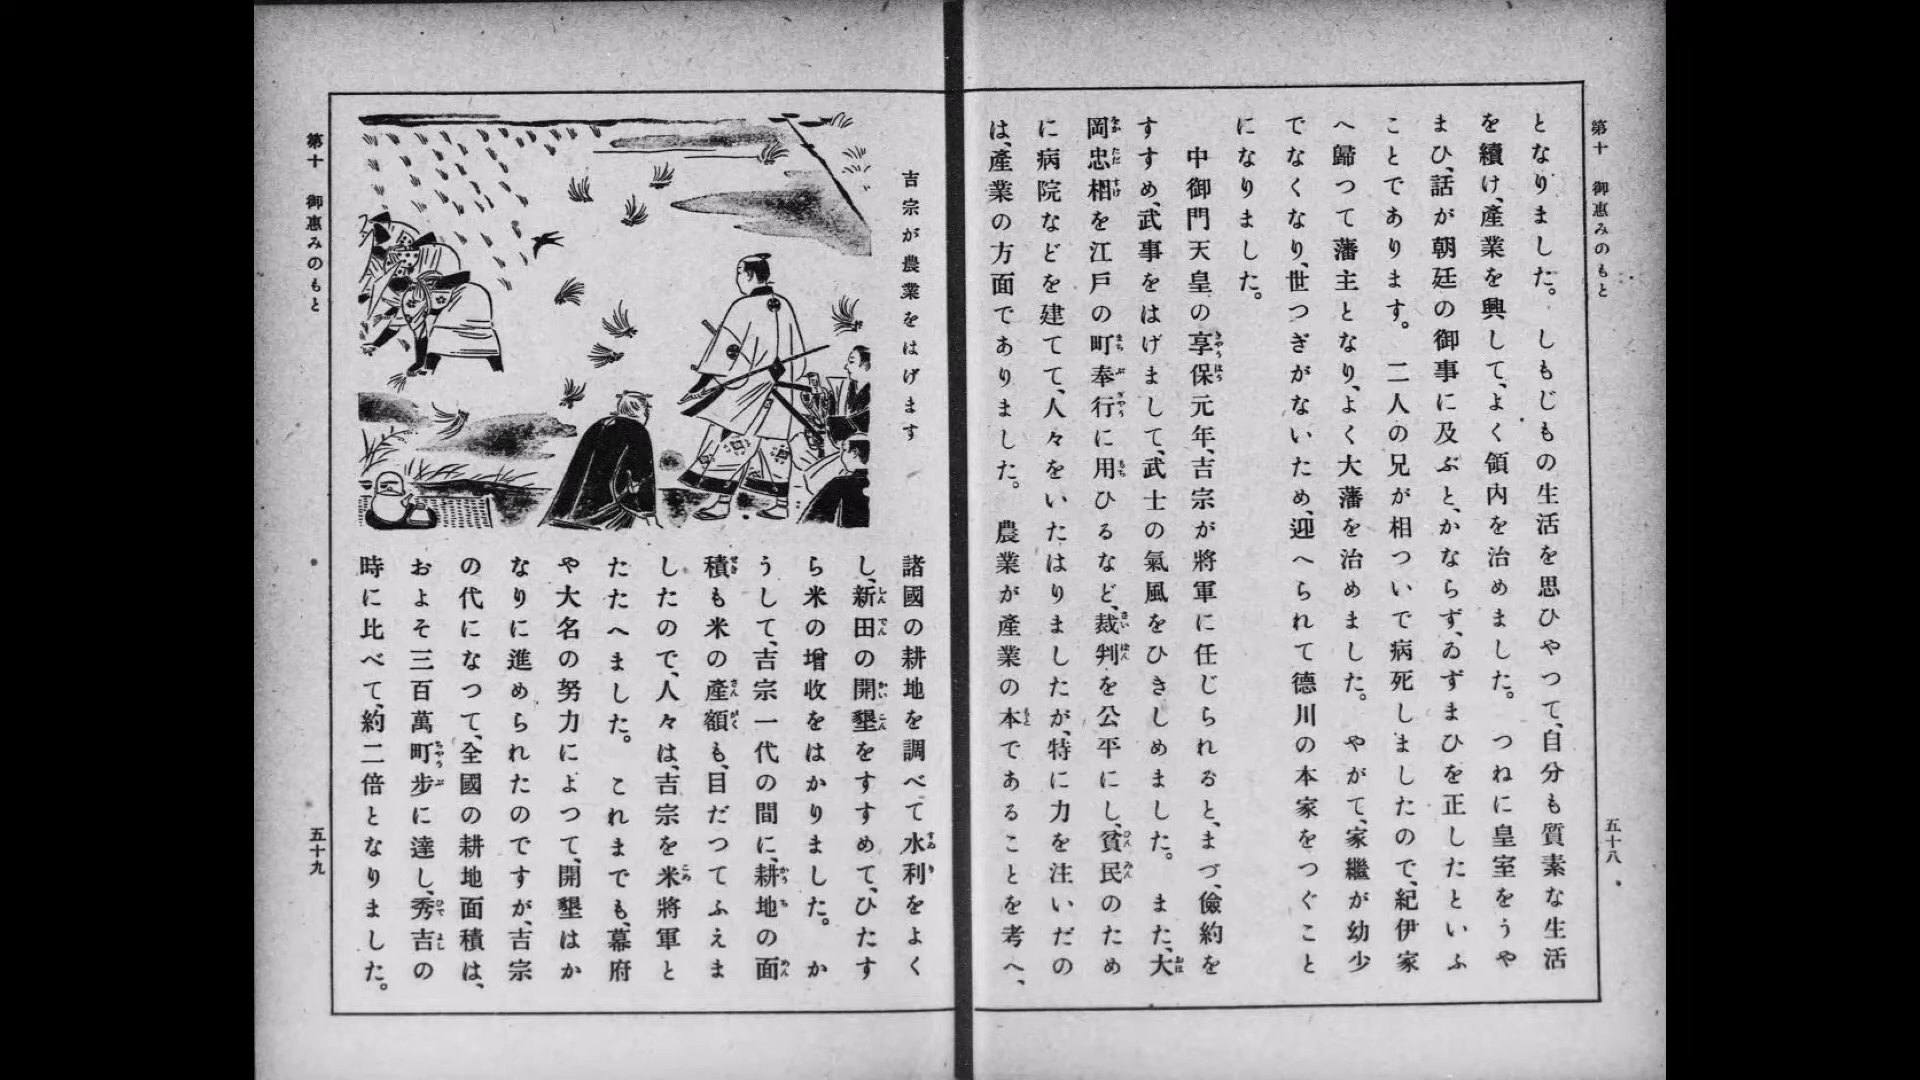 第十 御惠みのもと
五十八
となりました。しもじもの生活を思ひやつて、自分も質素な生活
を續け、產業を興して、よく領內を治めました。つねに皇室をうや
まひ、話が朝廷の御事に及ぶと、かならず、ゐずまひを正したといふ
ことであります。二人の兄が相ついで病死しましたので、紀伊家
へ歸つて藩主となり、よく大藩を治めました。やがて、家繼が幼少
でなくなり、世つぎがないため、迎へられて德川の本家をつぐこと
になりました。
中御門天皇の享保元年、吉宗が將軍に任じられると、まづ、儉約を
すすめ、武事をはげまして、武士の氣風をひきしめました。また、大
岡忠相を江戶の町奉行に用ひるなど、裁判を公平にし、貧民のため
に病院などを建てて、人々をいたはりましたが、特に力を注いだの
は、產業の方面でありました。農業が產業の本であることを考へ、
吉宗が農業をはげます
諸國の耕地を調べて水利をよく
し、新田の開墾をすすめて、ひたす
ら米の增收をはかりました。か
うして、吉宗一代の間に、耕地の面
積も米の產額も、目だつてふえま
したので、人々は、吉宗を米將軍と
たたへました。これまでも、幕府
や大名の努力によつて、開墾はか
なりに進められたのですが、吉宗
の代になつて、全國の耕地面積は、
およそ三百萬町步に達し、秀吉の
時に比べて、約二倍となりました。
第十 御惠みのもと
五十九